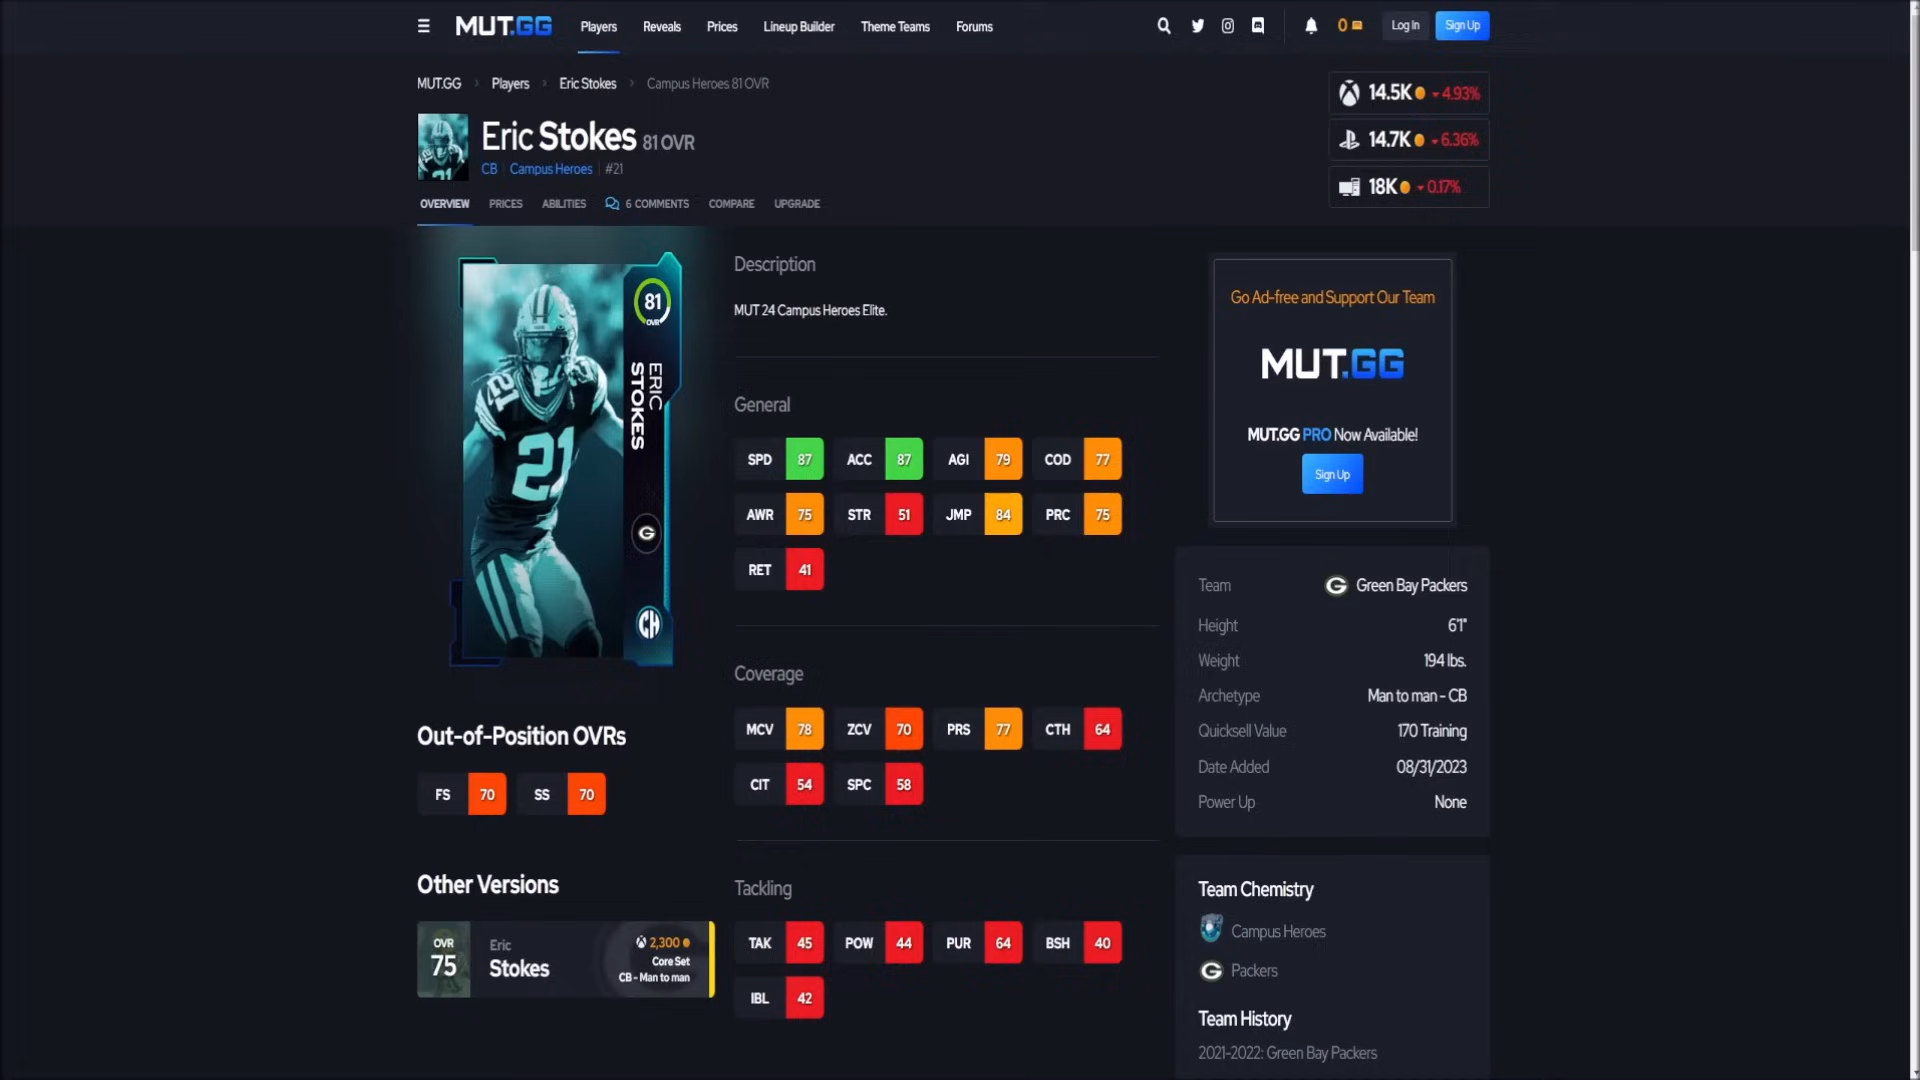 MUT.GG
Players
Reveals
Prices
Lineup Builder
Theme Teams
Forums
0
Log In
Sign Up
MUT.GG > Players > Eric Stokes > Campus Heroes 81 OVR
Eric Stokes 81 OVR
CB | Campus Heroes | #21
14.5K 4.93%
14.7K 6.36%
18K 0.17%
OVERVIEW
PRICES
ABILITIES
6 COMMENTS
COMPARE
UPGRADE
81
OVR
ERIC
STOKES
21
21
G
CH
Description
MUT 24 Campus Heroes Elite.
General
SPD 87 ACC 87 AGI 79 COD 77
AWR 75 STR 51 JMP 84 PRC 75
RET 41
Coverage
MCV 78 ZCV 70 PRS 77 CTH 64
CIT 54 SPC 58
Tackling
TAK 45 POW 44 PUR 64 BSH 40
IBL 42
Out-of-Position OVRs
FS 70 SS 70
Other Versions
OVR
75
Eric
Stokes
2,300
Core Set
CB - Man to man
Go Ad-free and Support Our Team
MUT.GG
MUT.GG PRO Now Available!
Sign Up
Team G Green Bay Packers
Height 6'1"
Weight 194 lbs.
Archetype Man to man - CB
Quicksell Value 170 Training
Date Added 08/31/2023
Power Up None
Team Chemistry
Campus Heroes
G Packers
Team History
2021-2022: Green Bay Packers